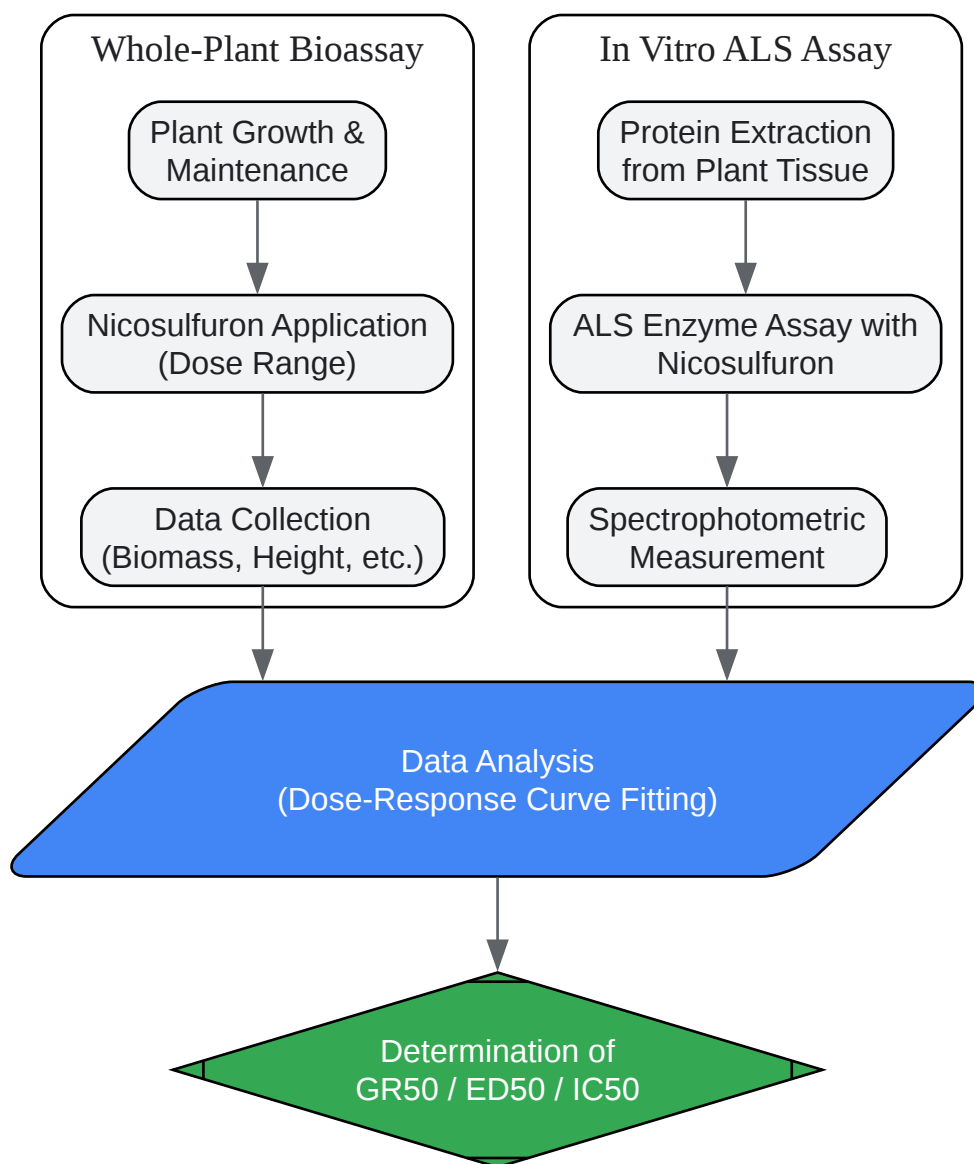 Whole-Plant Bioassay
Plant Growth &
Maintenance
Nicosulfuron Application
(Dose Range)
Data Collection
(Biomass, Height, etc.)
In Vitro ALS Assay
Protein Extraction
from Plant Tissue
ALS Enzyme Assay with
Nicosulfuron
Spectrophotometric
Measurement
Data Analysis
(Dose-Response Curve Fitting)
Determination of
GR50 / ED50 / IC50